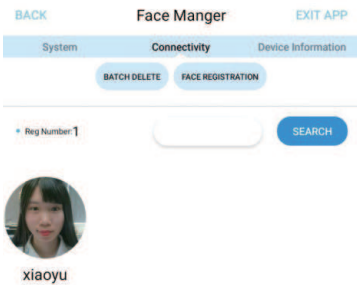 BACK Face Manger EXIT APP
System Connectivity Device Information
BATCH DELETE FACE REGISTRATION
Reg Number:1 SEARCH
xiaoyu